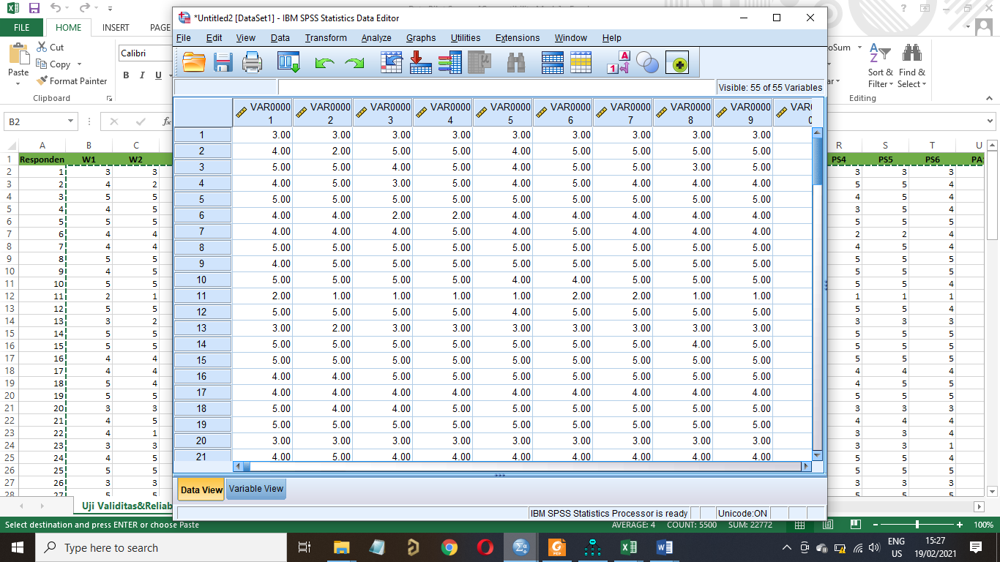 *Untitled2 [DataSet1] - IBM SPSS Statistics Data Editor
FILE HOME INSERT PAGE
File Edit View Data Transform Analyze Graphs Utilities Extensions Window Help
Paste
Cut
Copy
Format Painter
Clipboard
Calibri
B I U
oSum
Sort & Filter
Find & Select
Editing
Visible: 55 of 55 Variables
B2
fx
VAR00001 VAR00002 VAR00003 VAR00004 VAR00005 VAR00006 VAR00007 VAR00008 VAR00009
1 3.00 3.00 3.00 3.00 3.00 3.00 3.00 3.00 3.00
2 4.00 2.00 5.00 5.00 4.00 5.00 5.00 5.00 5.00
3 5.00 5.00 4.00 5.00 4.00 5.00 5.00 3.00 5.00
4 4.00 5.00 3.00 5.00 4.00 5.00 4.00 4.00 4.00
5 5.00 5.00 5.00 5.00 5.00 5.00 5.00 5.00 5.00
6 4.00 4.00 2.00 2.00 4.00 4.00 4.00 4.00 4.00
7 4.00 4.00 4.00 5.00 4.00 5.00 4.00 4.00 5.00
8 5.00 5.00 5.00 5.00 5.00 5.00 5.00 5.00 5.00
9 4.00 5.00 5.00 5.00 5.00 5.00 5.00 5.00 5.00
10 5.00 5.00 5.00 5.00 4.00 4.00 5.00 5.00 5.00
11 2.00 1.00 1.00 1.00 1.00 2.00 2.00 1.00 1.00
12 5.00 5.00 5.00 5.00 4.00 5.00 5.00 5.00 5.00
13 3.00 2.00 3.00 3.00 3.00 3.00 3.00 3.00 3.00
14 5.00 5.00 5.00 5.00 5.00 5.00 5.00 4.00 5.00
15 5.00 5.00 5.00 5.00 5.00 5.00 5.00 5.00 5.00
16 4.00 4.00 5.00 5.00 5.00 5.00 5.00 5.00 5.00
17 4.00 4.00 4.00 4.00 4.00 4.00 4.00 4.00 4.00
18 5.00 4.00 4.00 5.00 5.00 5.00 5.00 5.00 5.00
19 5.00 5.00 5.00 5.00 5.00 5.00 5.00 5.00 5.00
20 3.00 3.00 3.00 3.00 3.00 3.00 3.00 3.00 3.00
21 4.00 5.00 4.00 4.00 4.00 4.00 4.00 4.00 4.00
Data View Variable View
IBM SPSS Statistics Processor is ready Unicode:ON
A B C R S T U
1 Responden W1 W2 PS4 PS5 PS6 PA
2 1 3 3 3 3 3
3 2 4 2 5 5 4
4 3 5 5 4 5 4
5 4 4 5 3 5 4
6 5 5 5 5 5 5
7 6 4 4 2 2 4
8 7 4 4 4 5 4
9 8 5 5 5 5 5
10 9 4 5 5 5 5
11 10 5 5 5 5 4
12 11 2 1 1 1 1
13 12 5 5 5 5 4
14 13 3 2 3 3 3
15 14 5 5 5 5 5
16 15 5 5 5 5 5
17 16 4 4 5 5 5
18 17 4 4 4 4 4
19 18 5 4 4 5 5
20 19 5 5 5 5 5
21 20 3 3 3 3 3
22 21 4 5 4 4 4
23 22 4 1 3 3 4
24 23 3 3 3 3 1
25 24 4 5 5 5 4
26 25 5 5 5 5 5
27 26 3 3 3 3 5
28 27 5 5 5 5 5
Uji Validitas&Reliab
Select destination and press ENTER or choose Paste AVERAGE: 4 COUNT: 5500 SUM: 22772 100%
Type here to search
ENG US
15:27
19/02/2021